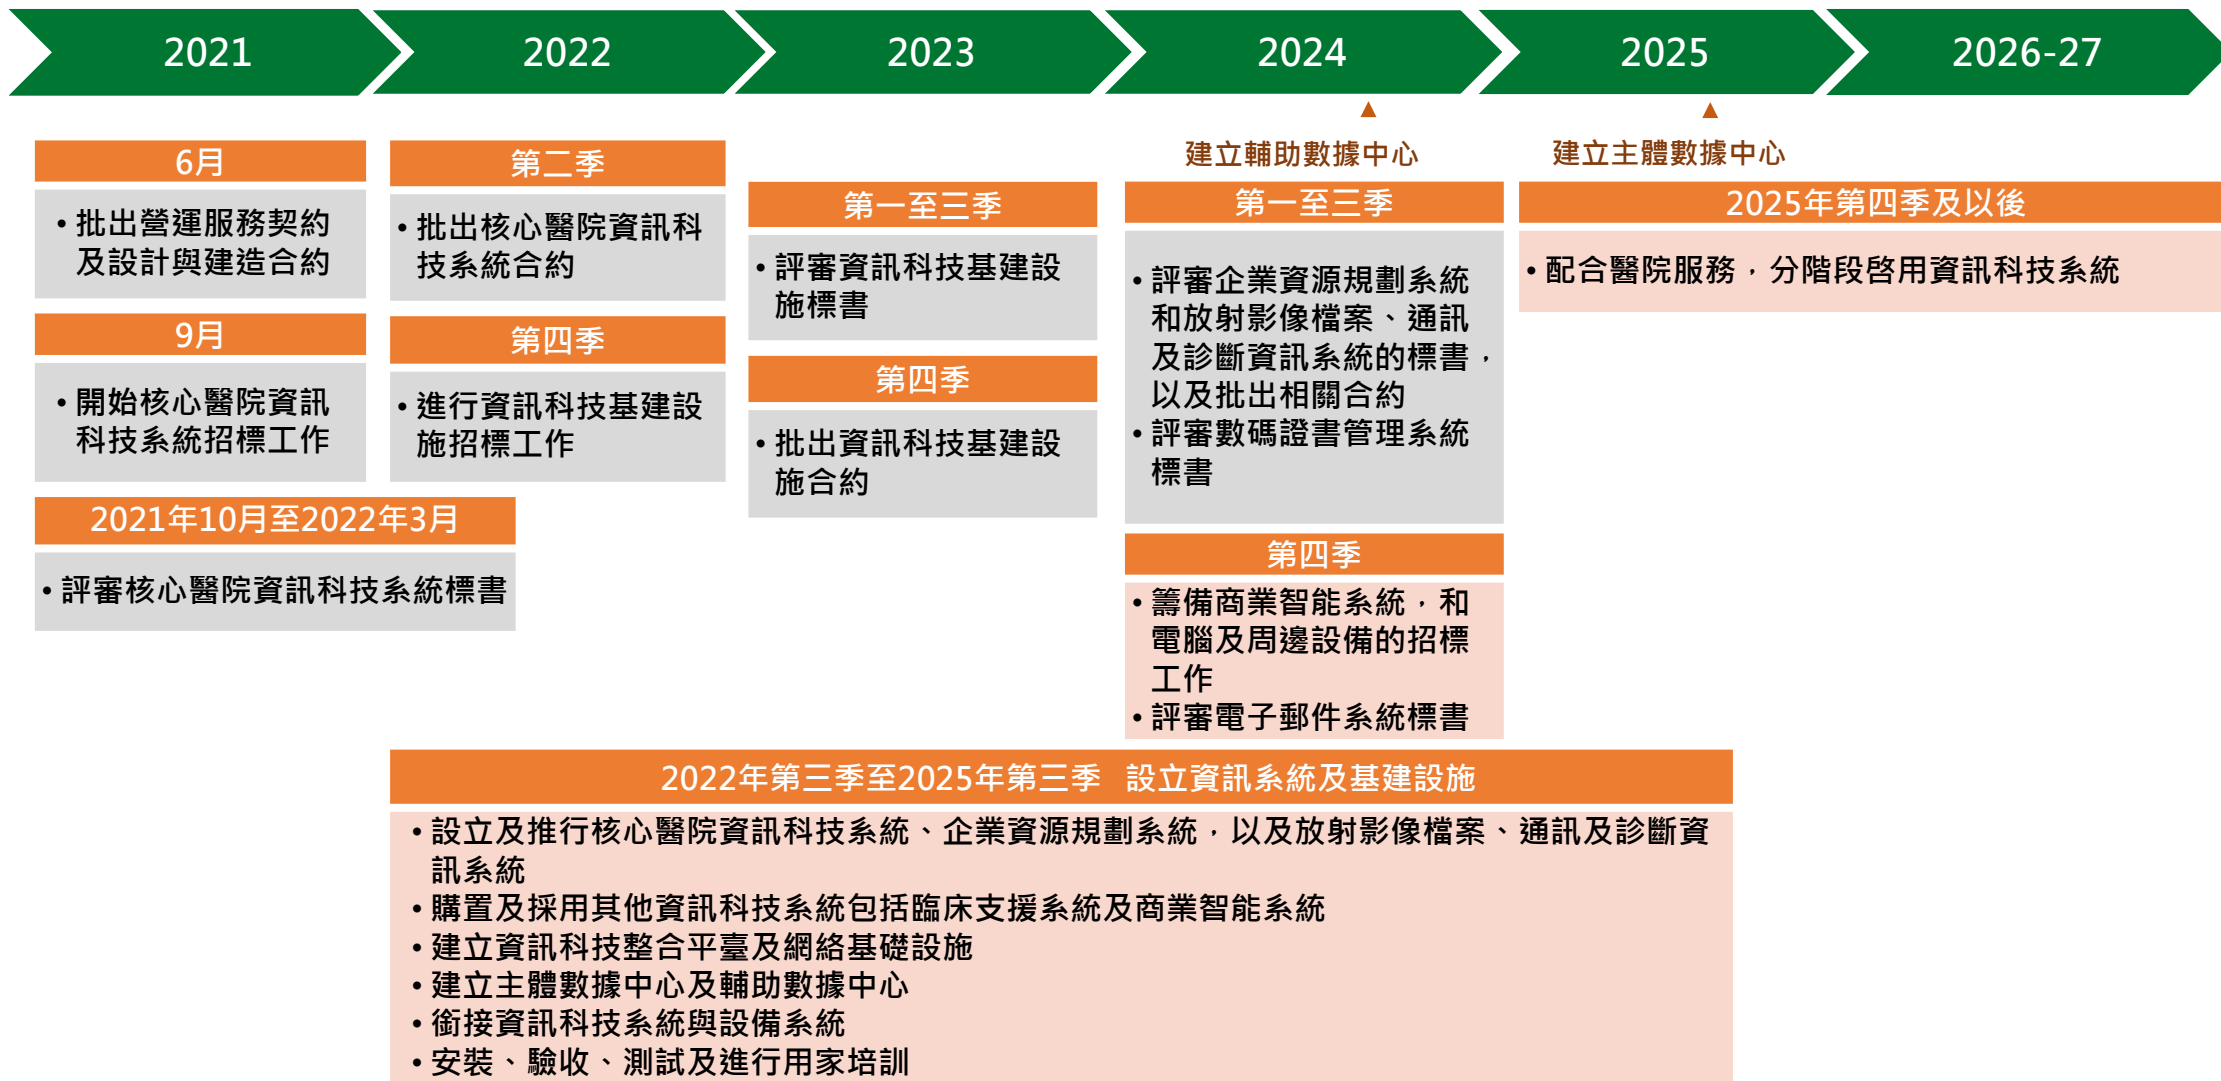 2021
2022
2023
2024
2025
2026-27
建立輔助數據中心
建立主體數據中心
6月
• 批出營運服務契約
及設計與建造合約
9月
• 開始核心醫院資訊
科技系統招標工作
2021年10月至2022年3月
• 評審核心醫院資訊科技系統標書
第二季
• 批出核心醫院資訊科
技系統合約
第四季
• 進行資訊科技基建設
施招標工作
第一至三季
• 評審資訊科技基建設
施標書
第四季
• 批出資訊科技基建設
施合約
第一至三季
• 評審企業資源規劃系統
和放射影像檔案、通訊
及診斷資訊系統的標書，
以及批出相關合約
• 評審數碼證書管理系統
標書
第四季
• 籌備商業智能系統，和
電腦及周邊設備的招標
工作
• 評審電子郵件系統標書
2025年第四季及以後
• 配合醫院服務，分階段啓用資訊科技系統
2022年第三季至2025年第三季 設立資訊系統及基建設施
• 設立及推行核心醫院資訊科技系統、企業資源規劃系統，以及放射影像檔案、通訊及診斷資
訊系統
• 購置及採用其他資訊科技系統包括臨床支援系統及商業智能系統
• 建立資訊科技整合平臺及網絡基礎設施
• 建立主體數據中心及輔助數據中心
• 銜接資訊科技系統與設備系統
• 安裝、驗收、測試及進行用家培訓